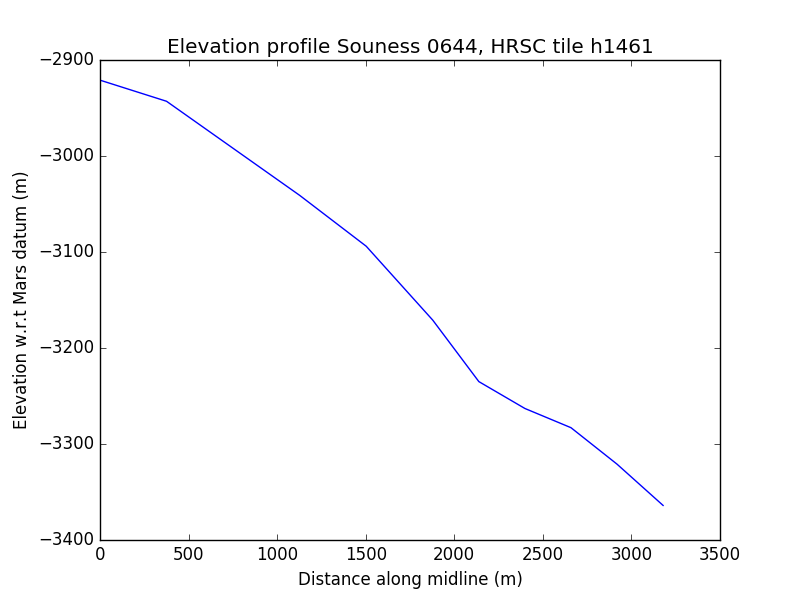 Elevation profile Souness 0644, HRSC tile h1461
−2900
−3000
−3100
−3200
−3300
−3400
Elevation w.r.t Mars datum (m)
0 500 1000 1500 2000 2500 3000 3500
Distance along midline (m)